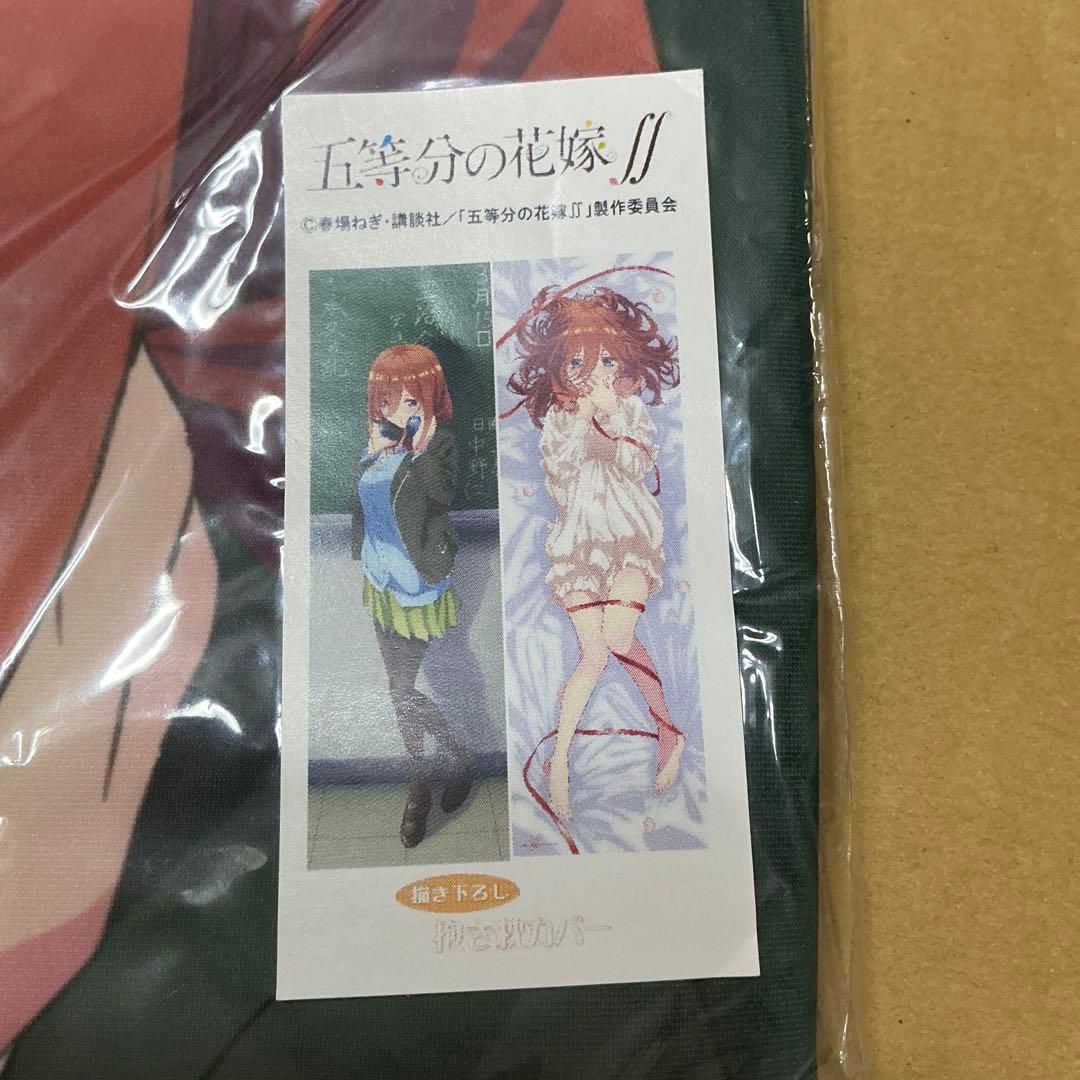 五等分の花嫁∬
©春場ねぎ・講談社／「五等分の花嫁∬」製作委員会
描き下ろし
抱き枕カバー